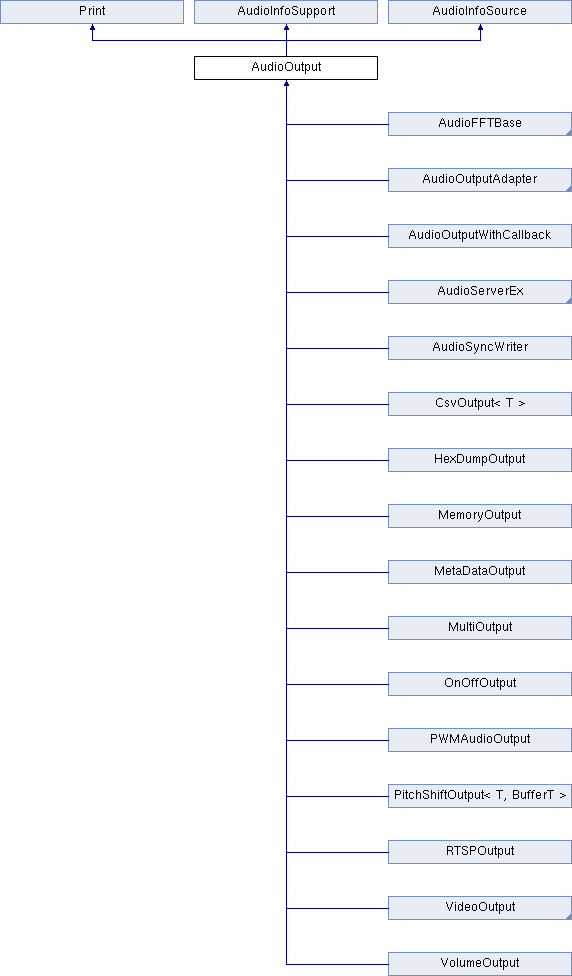 Print
AudioInfoSupport
AudioInfoSource
AudioOutput
AudioFFTBase
AudioOutputAdapter
AudioOutputWithCallback
AudioServerEx
AudioSyncWriter
CsvOutput< T >
HexDumpOutput
MemoryOutput
MetaDataOutput
MultiOutput
OnOffOutput
PWMAudioOutput
PitchShiftOutput< T, BufferT >
RTSPOutput
VideoOutput
VolumeOutput